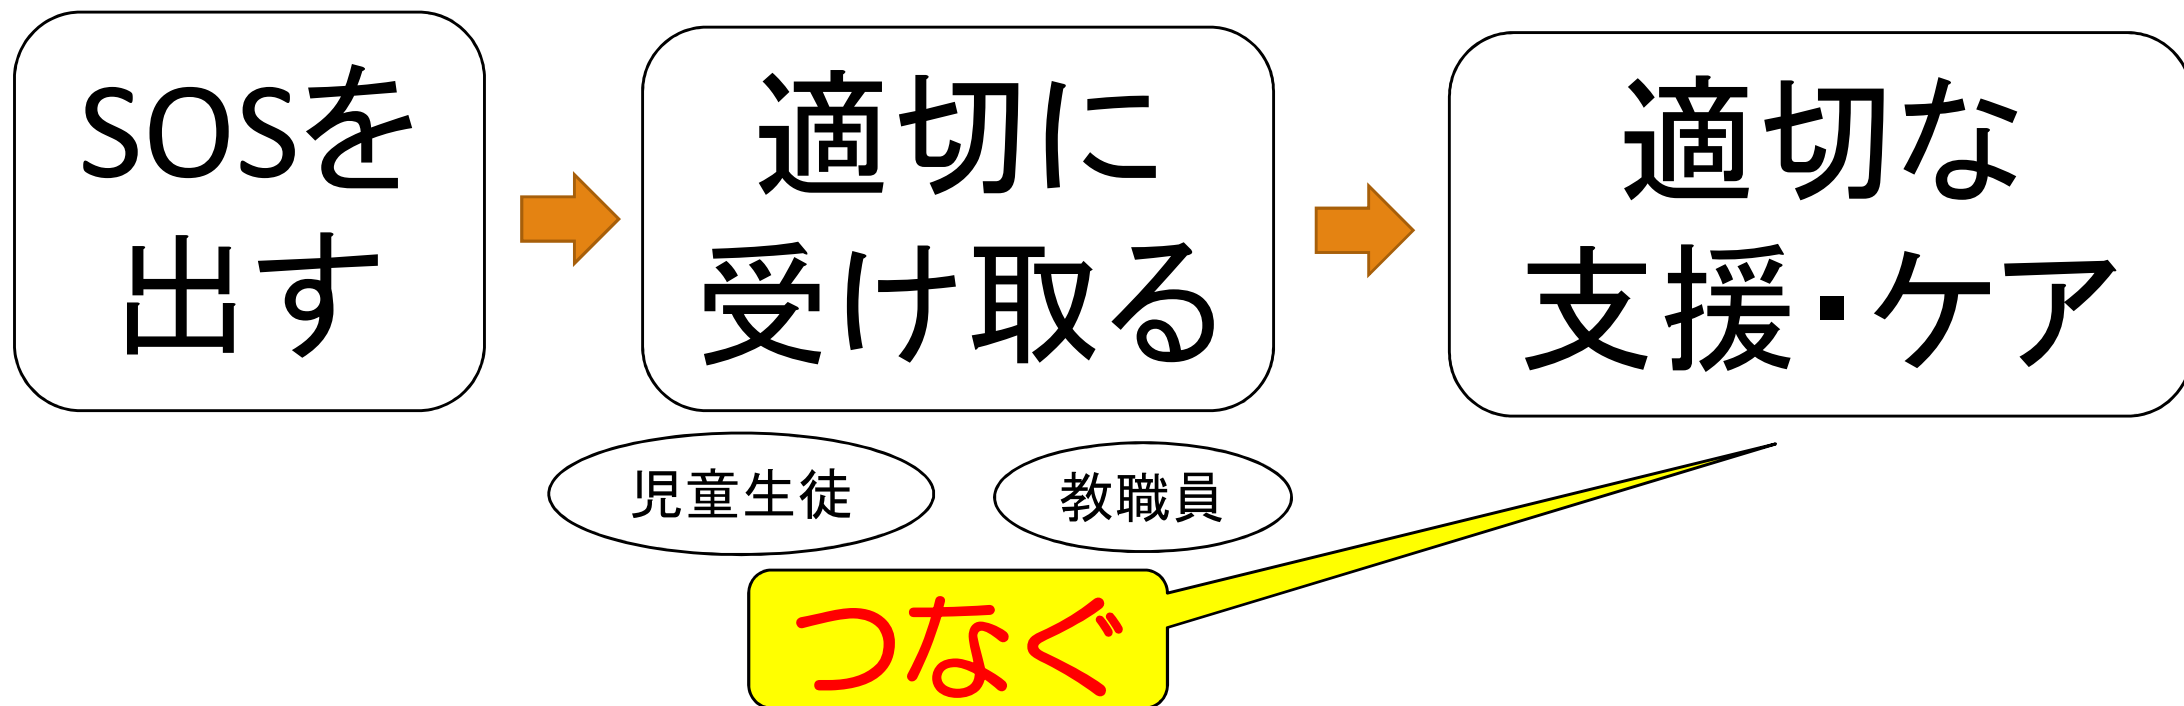 SOSを
出す
適切に
受け取る
適切な
支援・ケア
児童生徒
教職員
つなぐ